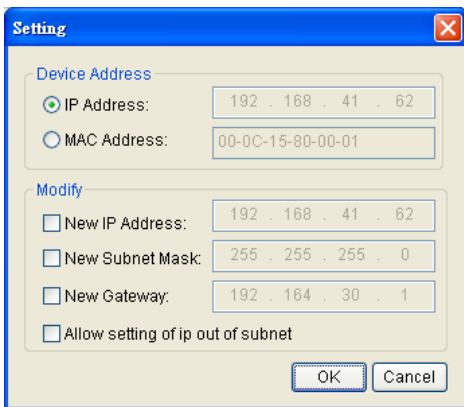 Setting
Device Address
IP Address: 192 . 168 . 41 . 62
MAC Address: 00-0C-15-80-00-01
Modify
New IP Address: 192 . 168 . 41 . 62
New Subnet Mask: 255 . 255 . 255 . 0
New Gateway: 192 . 164 . 30 . 1
Allow setting of ip out of subnet
OK Cancel